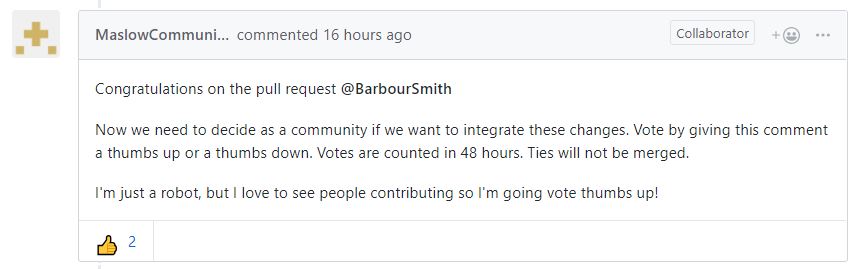 MaslowCommuni... commented 16 hours ago Collaborator
Congratulations on the pull request @BarbourSmith
Now we need to decide as a community if we want to integrate these changes. Vote by giving this comment
a thumbs up or a thumbs down. Votes are counted in 48 hours. Ties will not be merged.
I'm just a robot, but I love to see people contributing so I'm going vote thumbs up!
2